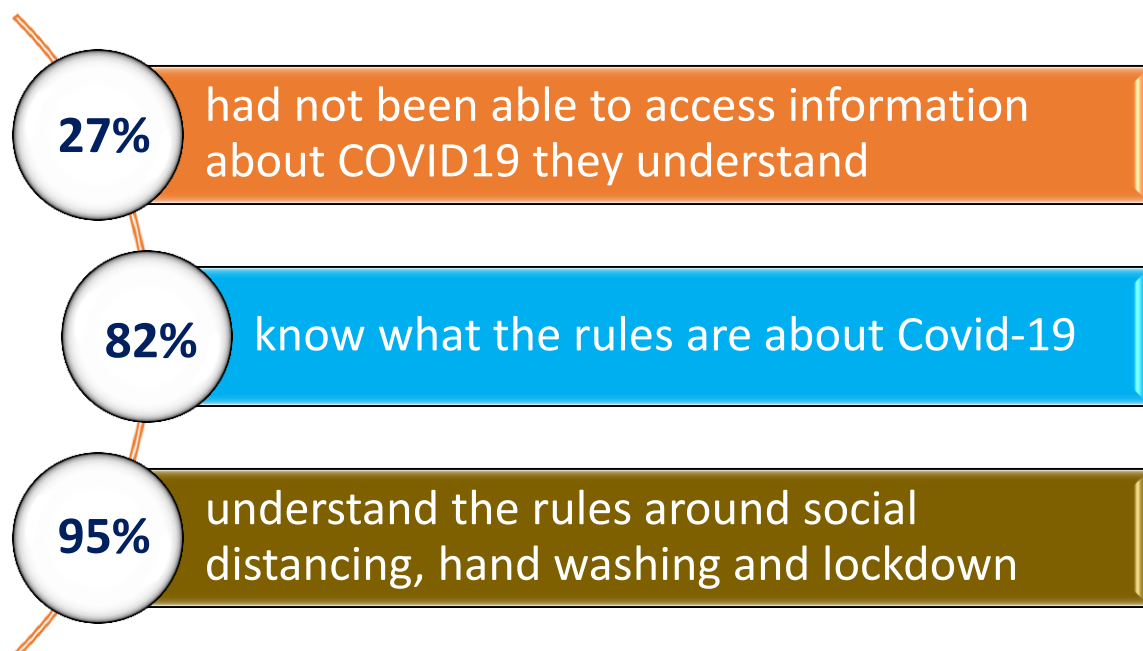 27%
had not been able to access information
about COVID19 they understand
82%
know what the rules are about Covid-19
95%
understand the rules around social
distancing, hand washing and lockdown